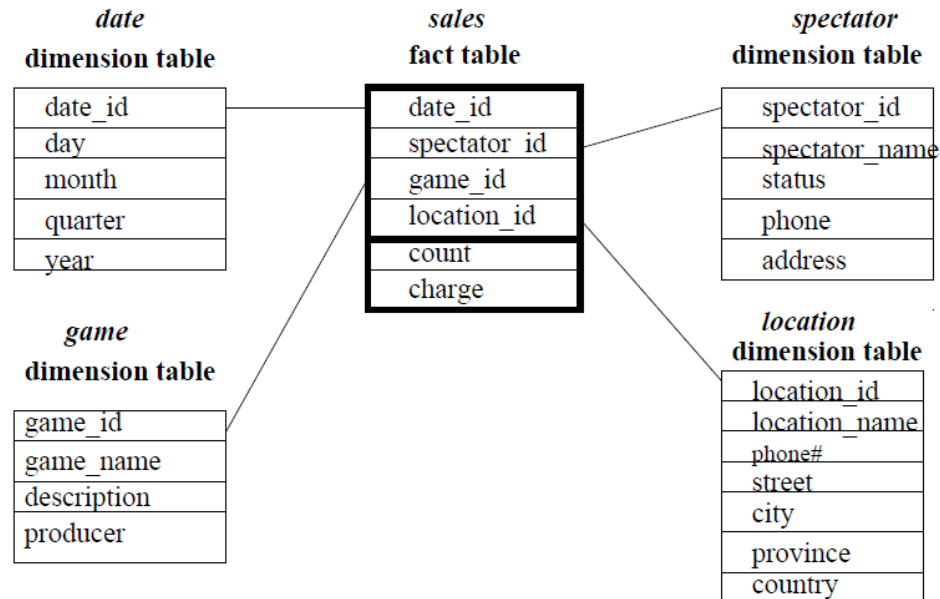 date
dimension table
date_id
day
month
quarter
year
sales
fact table
date_id
spectator_id
game_id
location_id
count
charge
spectator
dimension table
spectator_id
spectator_name
status
phone
address
game
dimension table
game_id
game_name
description
producer
location
dimension table
location_id
location_name
phone#
street
city
province
country